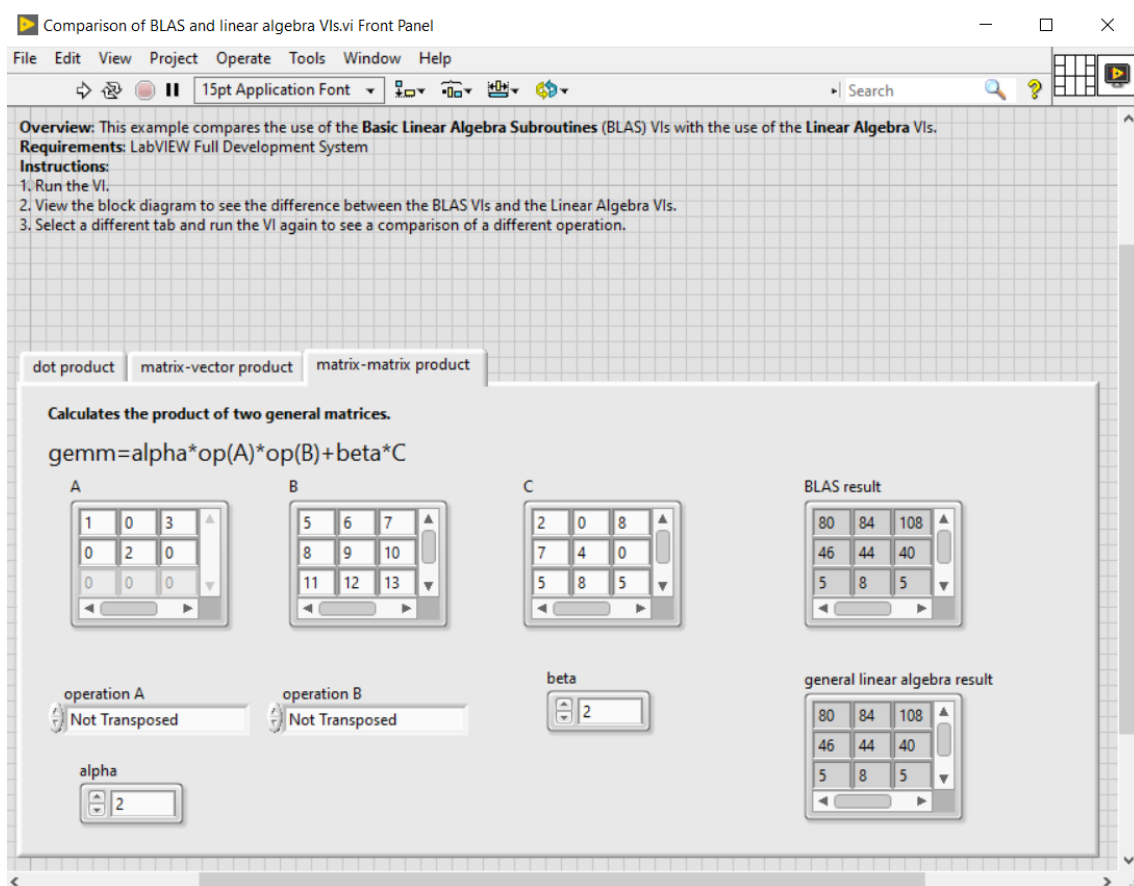 Comparison of BLAS and linear algebra VIs.vi Front Panel
File Edit View Project Operate Tools Window Help
15pt Application Font Search
Overview: This example compares the use of the Basic Linear Algebra Subroutines (BLAS) VIs with the use of the Linear Algebra VIs.
Requirements: LabVIEW Full Development System
Instructions:
1. Run the VI.
2. View the block diagram to see the difference between the BLAS VIs and the Linear Algebra VIs.
3. Select a different tab and run the VI again to see a comparison of a different operation.
dot product matrix-vector product matrix-matrix product
Calculates the product of two general matrices.
gemm=alpha*op(A)*op(B)+beta*C
A B C BLAS result
1 0 3 5 6 7 2 0 8 80 84 108
0 2 0 8 9 10 7 4 0 46 44 40
0 0 0 11 12 13 5 8 5 5 8 5
beta general linear algebra result
operation A operation B
2
Not Transposed Not Transposed
80 84 108
46 44 40
alpha
5 8 5
2